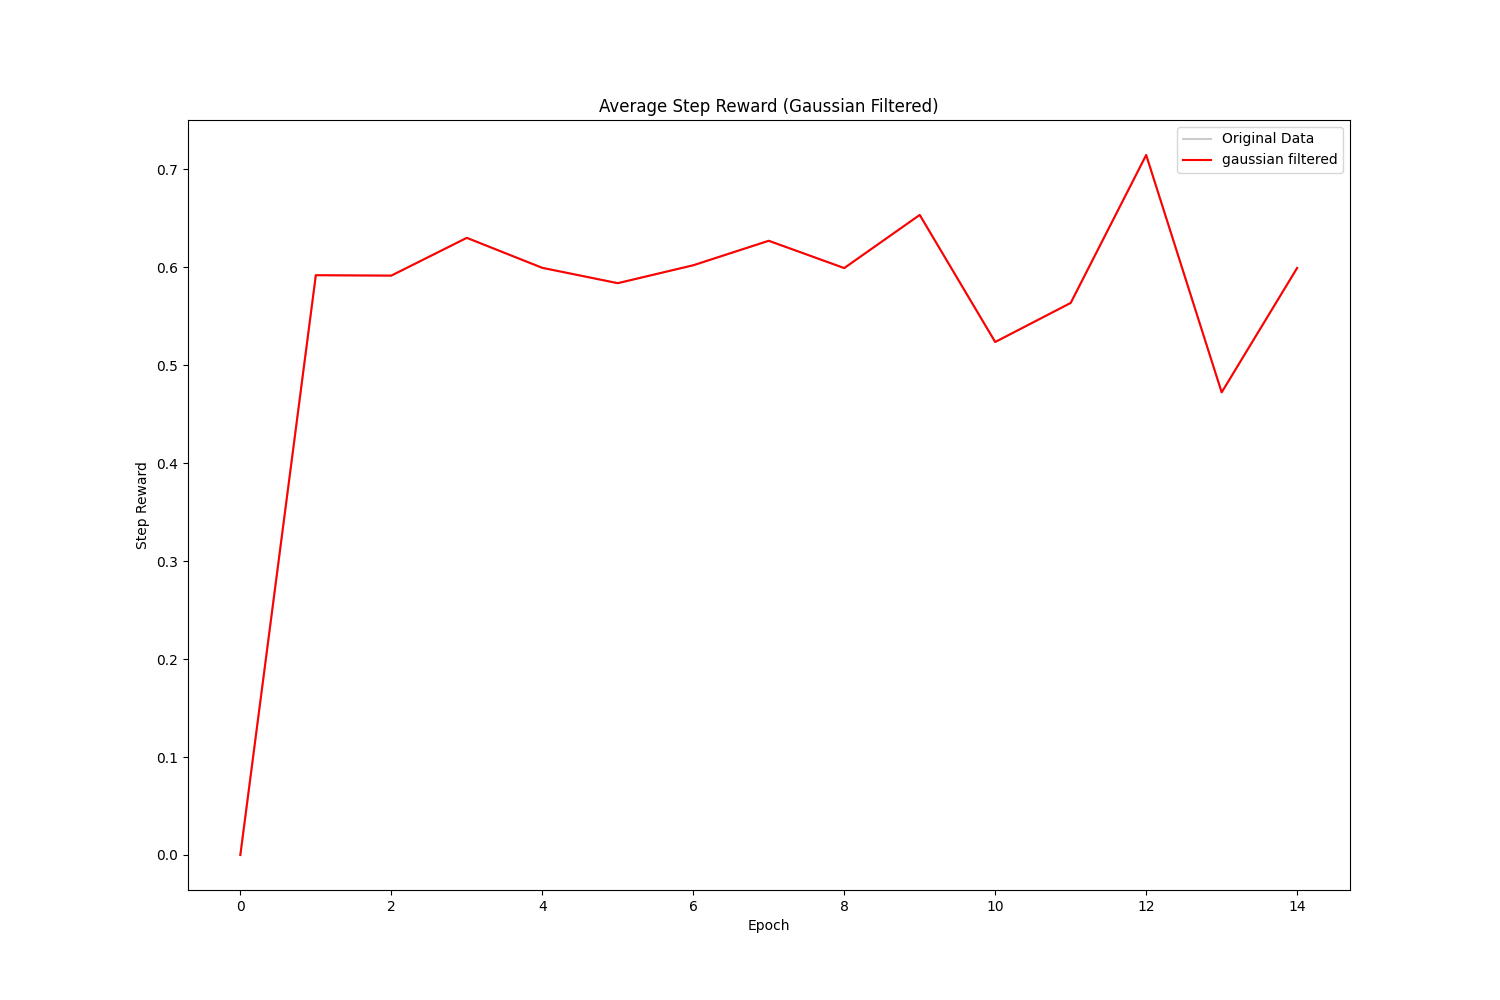 Average Step Reward (Gaussian Filtered)
Original Data
gaussian filtered
0.7
0.6
0.5
0.4
0.3
0.2
0.1
0.0
Step Reward
0 2 4 6 8 10 12 14
Epoch